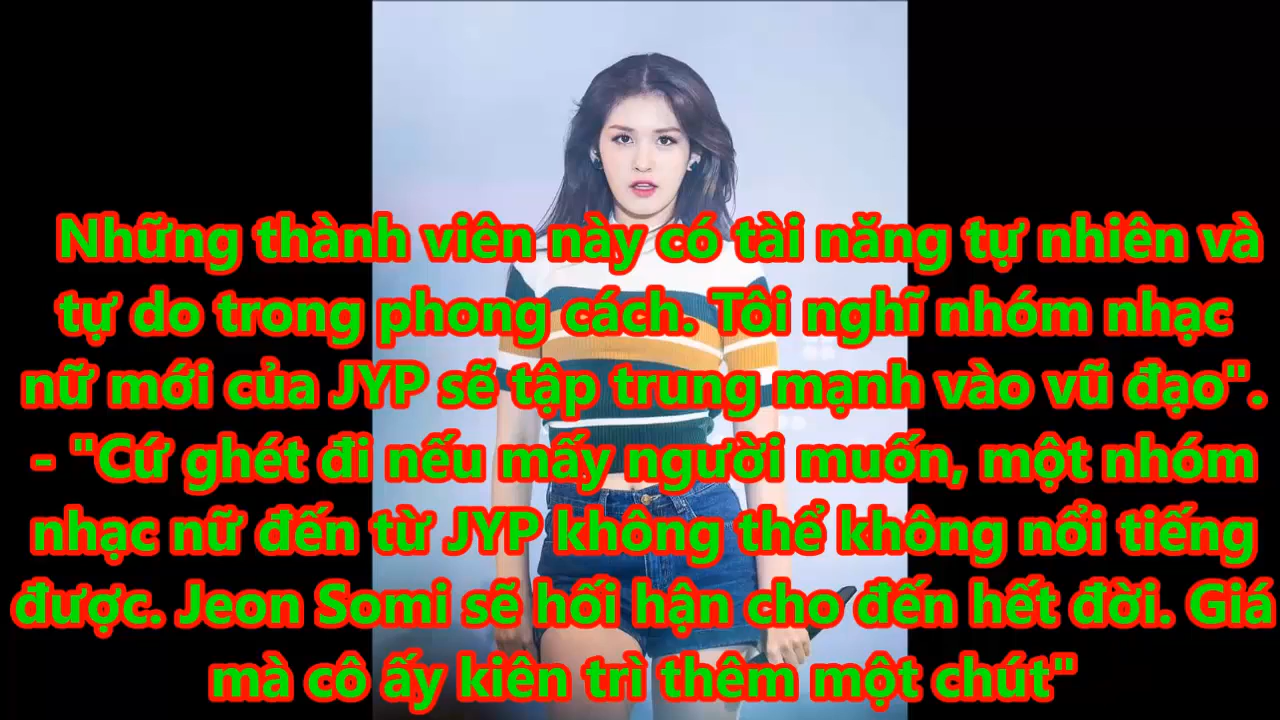 Những thành viên này có tài năng tự nhiên và
tự do trong phong cách. Tôi nghĩ nhóm nhạc
nữ mới của JYP sẽ tập trung mạnh vào vũ đạo".
- "Cứ ghét đi nếu mấy người muốn, một nhóm
nhạc nữ đến từ JYP không thể không nổi tiếng
được. Jeon Somi sẽ hối hận cho đến hết đời. Giá
mà cô ấy kiên trì thêm một chút"